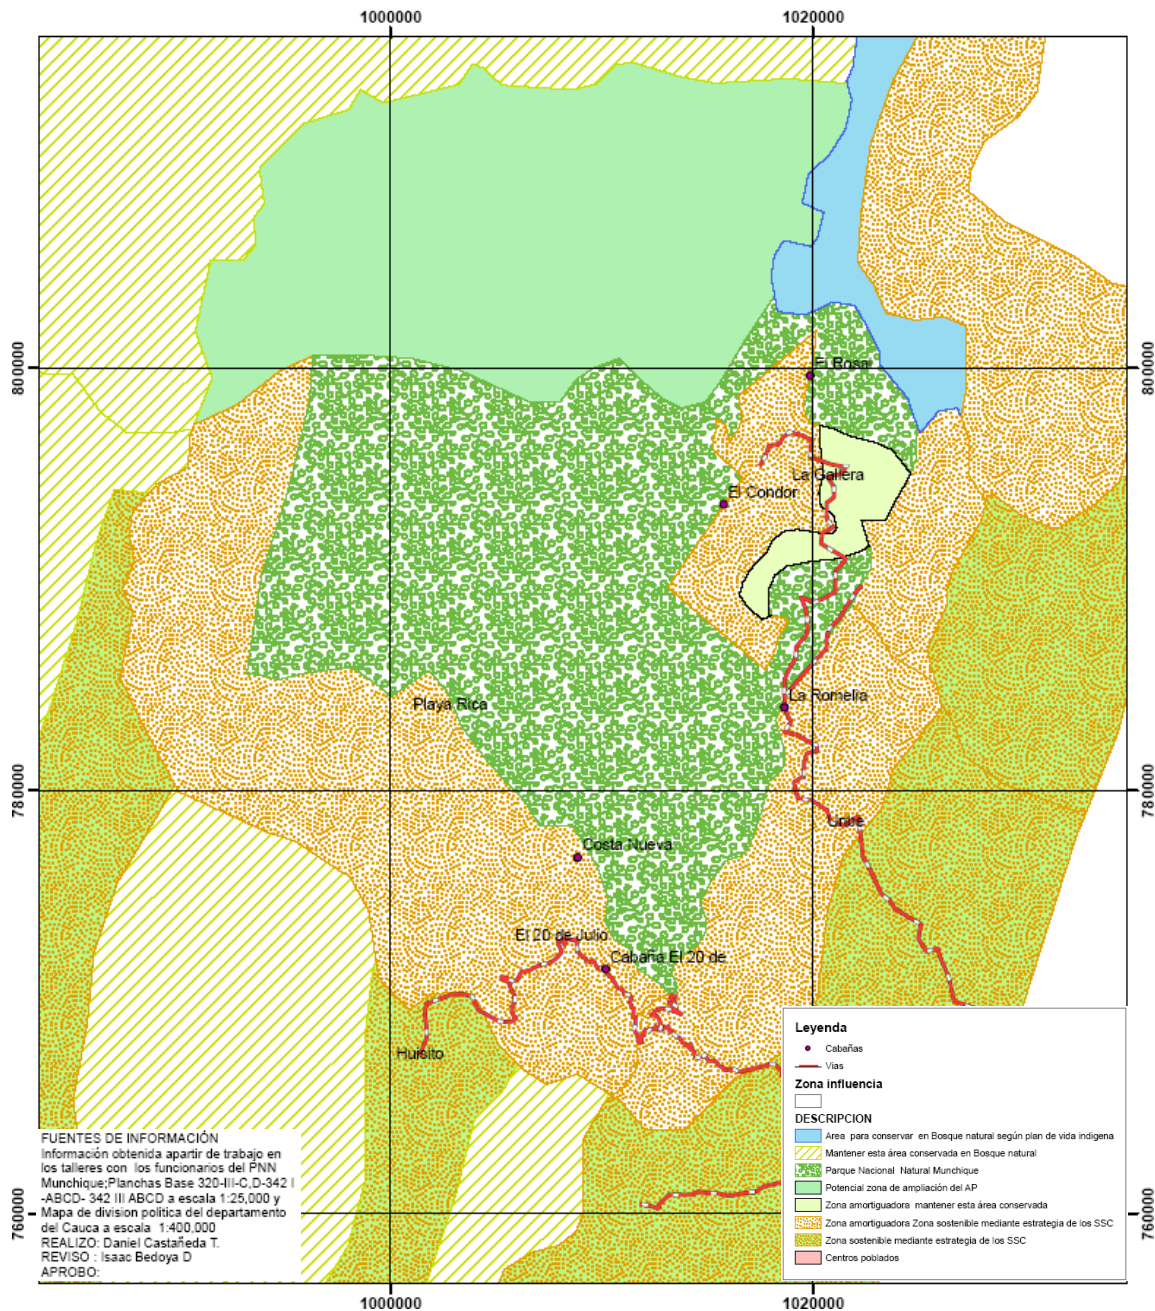 1000000
1020000
800000
800000
El Rosal
La Gallera
El Condor
La Romelia
Playa Rica
780000
780000
Uribe
Costa Nueva
El 20 de Julio
Cabaña El 20 de
Huisito
Leyenda
Cabañas
Vias
Zona influencia
DESCRIPCION
Area para conservar en Bosque natural según plan de vida indigena
Mantener esta área conservada en Bosque natural
Parque Nacional Natural Munchique
Potencial zona de ampliación del AP
Zona amortiguadora mantener esta área conservada
Zona amortiguadora Zona sostenible mediante estrategia de los SSC
Zona sostenible mediante estrategia de los SSC
Centros poblados
FUENTES DE INFORMACIÓN
Información obtenida apartir de trabajo en
los talleres con los funcionarios del PNN
Munchique;Planchas Base 320-III-C,D-342 I
-ABCD- 342 III ABCD a escala 1:25,000 y
Mapa de division politica del departamento
del Cauca a escala 1:400,000
REALIZO: Daniel Castañeda T.
REVISO : Isaac Bedoya D
APROBO:
760000
760000
1000000
1020000